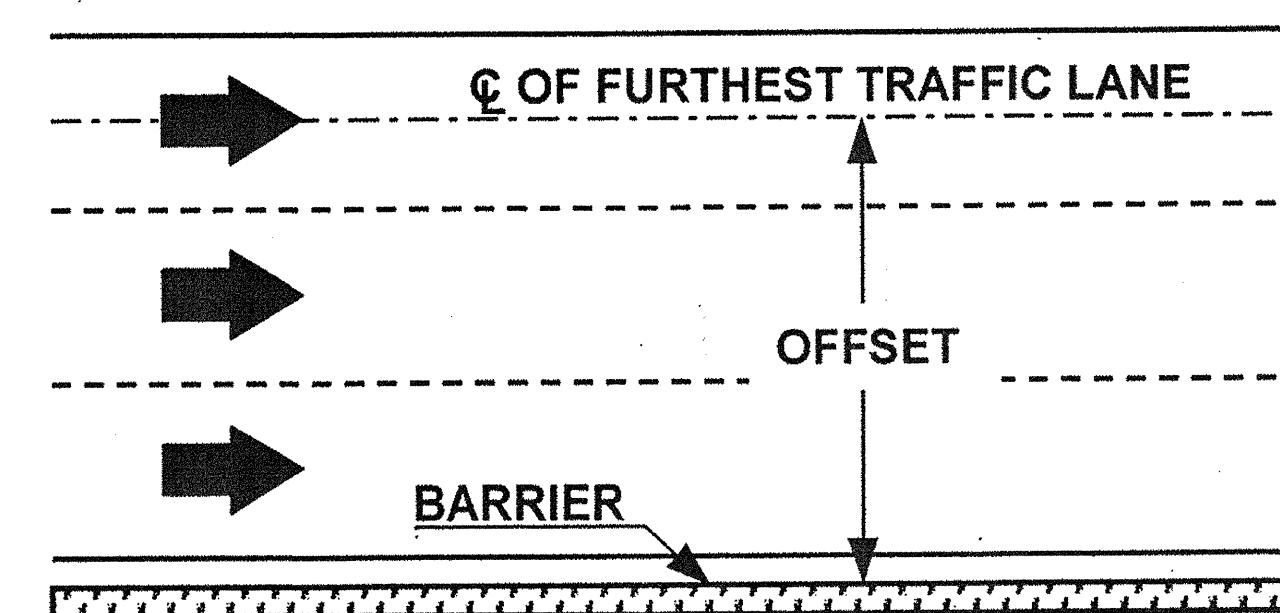 ℄ OF FURTHEST TRAFFIC LANE
OFFSET
BARRIER